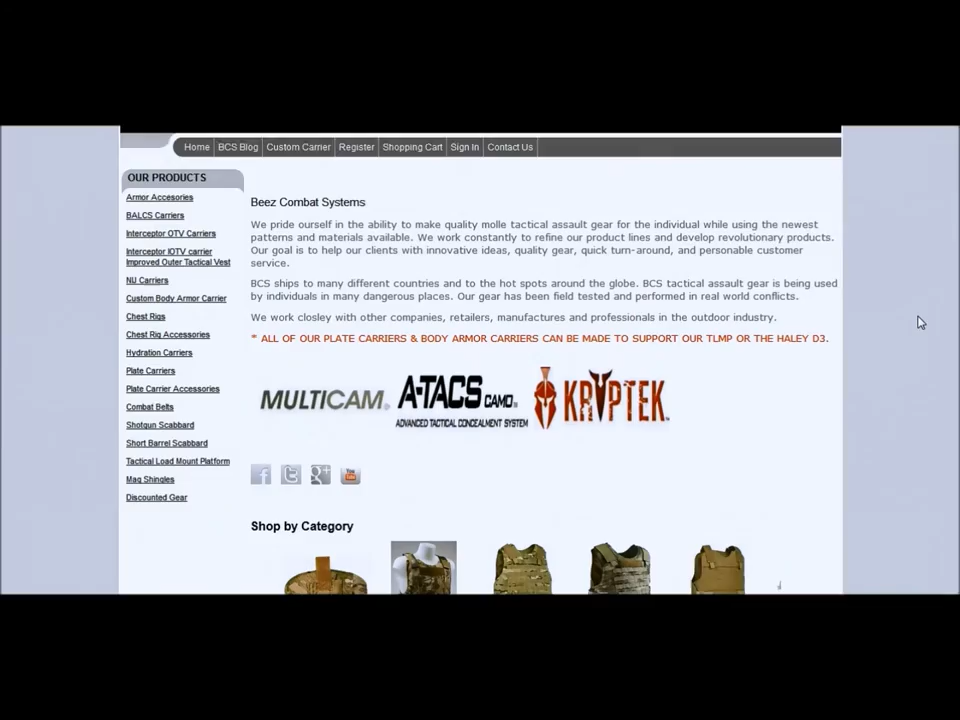 Home BCS Blog Custom Carrier Register Shopping Cart Sign In Contact Us
OUR PRODUCTS
Armor Accesories
BALCS Carriers
Interceptor OTV Carriers
Interceptor IOTV carrier
Improved Outer Tactical Vest
NIJ Carriers
Custom Body Armor Carrier
Chest Rigs
Chest Rig Accessories
Hydration Carriers
Plate Carriers
Plate Carrier Accessories
Combat Belts
Shotgun Scabbard
Short Barrel Scabbard
Tactical Load Mount Platform
Mag Shingles
Discounted Gear
Beez Combat Systems
We pride ourself in the ability to make quality molle tactical assault gear for the individual while using the newest
patterns and materials available. We work constantly to refine our product lines and develop revolutionary products.
Our goal is to help our clients with innovative ideas, quality gear, quick turn-around, and personable customer
service.
BCS ships to many different countries and to the hot spots around the globe. BCS tactical assault gear is being used
by individuals in many dangerous places. Our gear has been field tested and performed in real world conflicts.
We work closley with other companies, retailers, manufactures and professionals in the outdoor industry.
* ALL OF OUR PLATE CARRIERS & BODY ARMOR CARRIERS CAN BE MADE TO SUPPORT OUR TLMP OR THE HALEY D3.
MULTICAM®
A-TACS CAMO
ADVANCED TACTICAL CONCEALMENT SYSTEM
KRYPTEK™
f t g+ You
Shop by Category